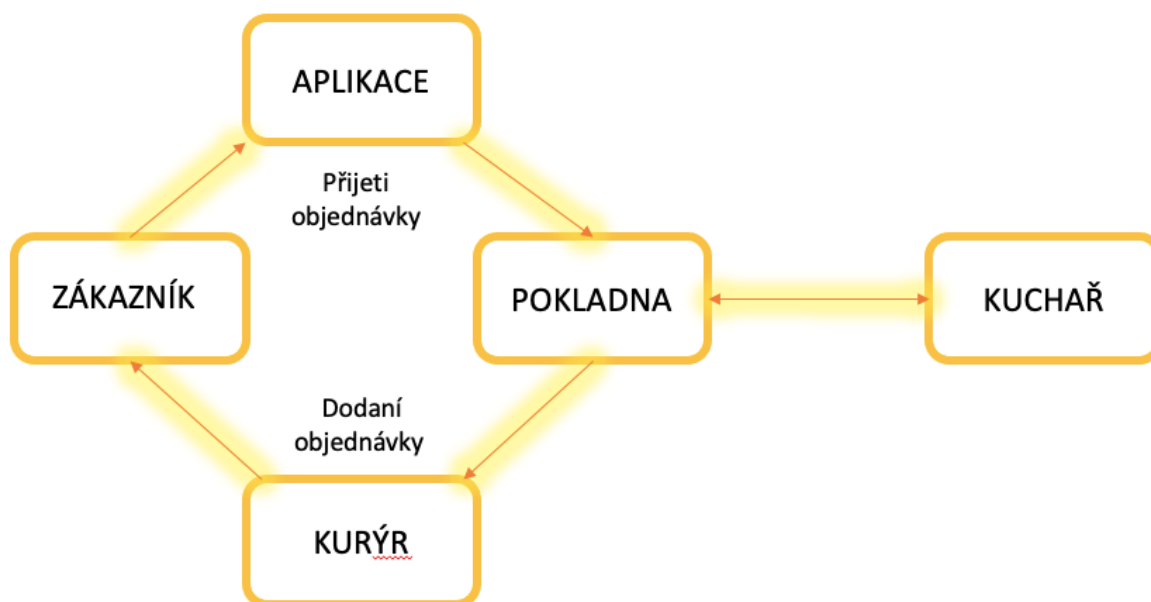 APLIKACE
Přijeti
objednávky
ZÁKAZNÍK
POKLADNA
KUCHAŘ
Dodaní
objednávky
KURÝR